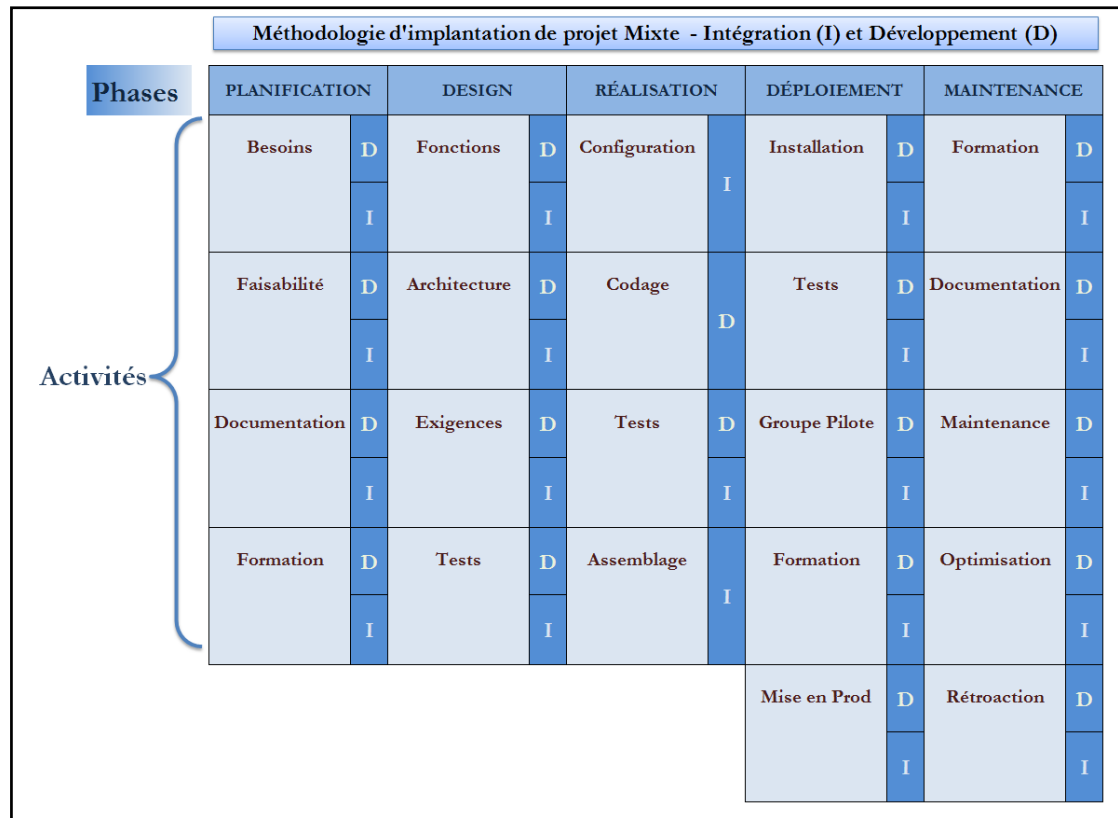 Méthodologie d'implantation de projet Mixte - Intégration (I) et Développement (D)
Phases
PLANIFICATION DESIGN RÉALISATION DÉPLOIEMENT MAINTENANCE
Besoins D Fonctions D Configuration I Installation D Formation D
I I I I
Faisabilité D Architecture D Codage D Tests D Documentation D
I I I I
Activités
Documentation D Exigences D Tests D Groupe Pilote D Maintenance D
I I I I I
Formation D Tests D Assemblage I Formation D Optimisation D
I I I I
Mise en Prod D Rétroaction D
I I